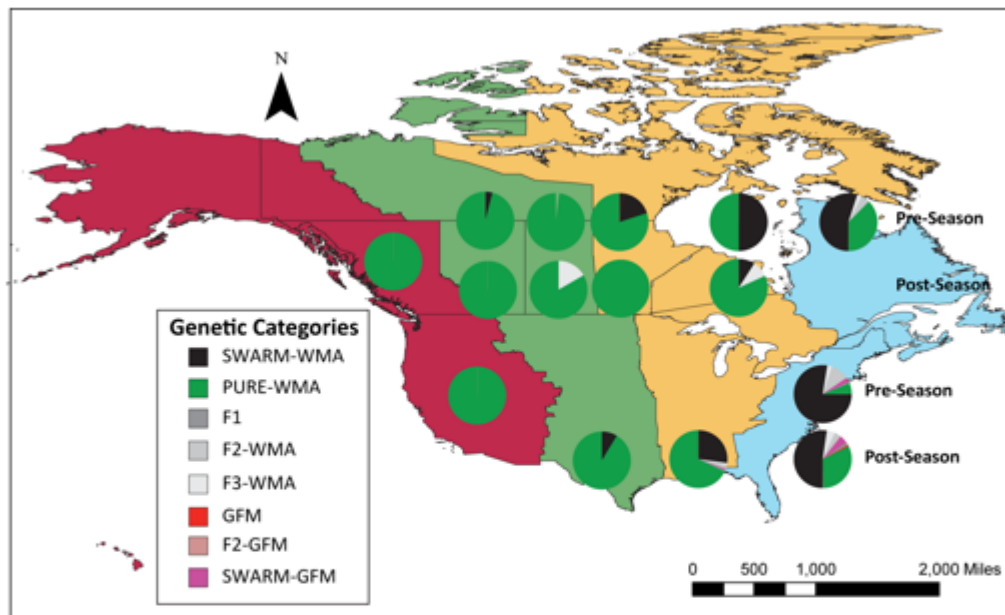 N
Pre-Season
Post-Season
Genetic Categories
SWARM-WMA
PURE-WMA
F1
F2-WMA
F3-WMA
GFM
F2-GFM
SWARM-GFM
Pre-Season
Post-Season
0 500 1,000 2,000 Miles